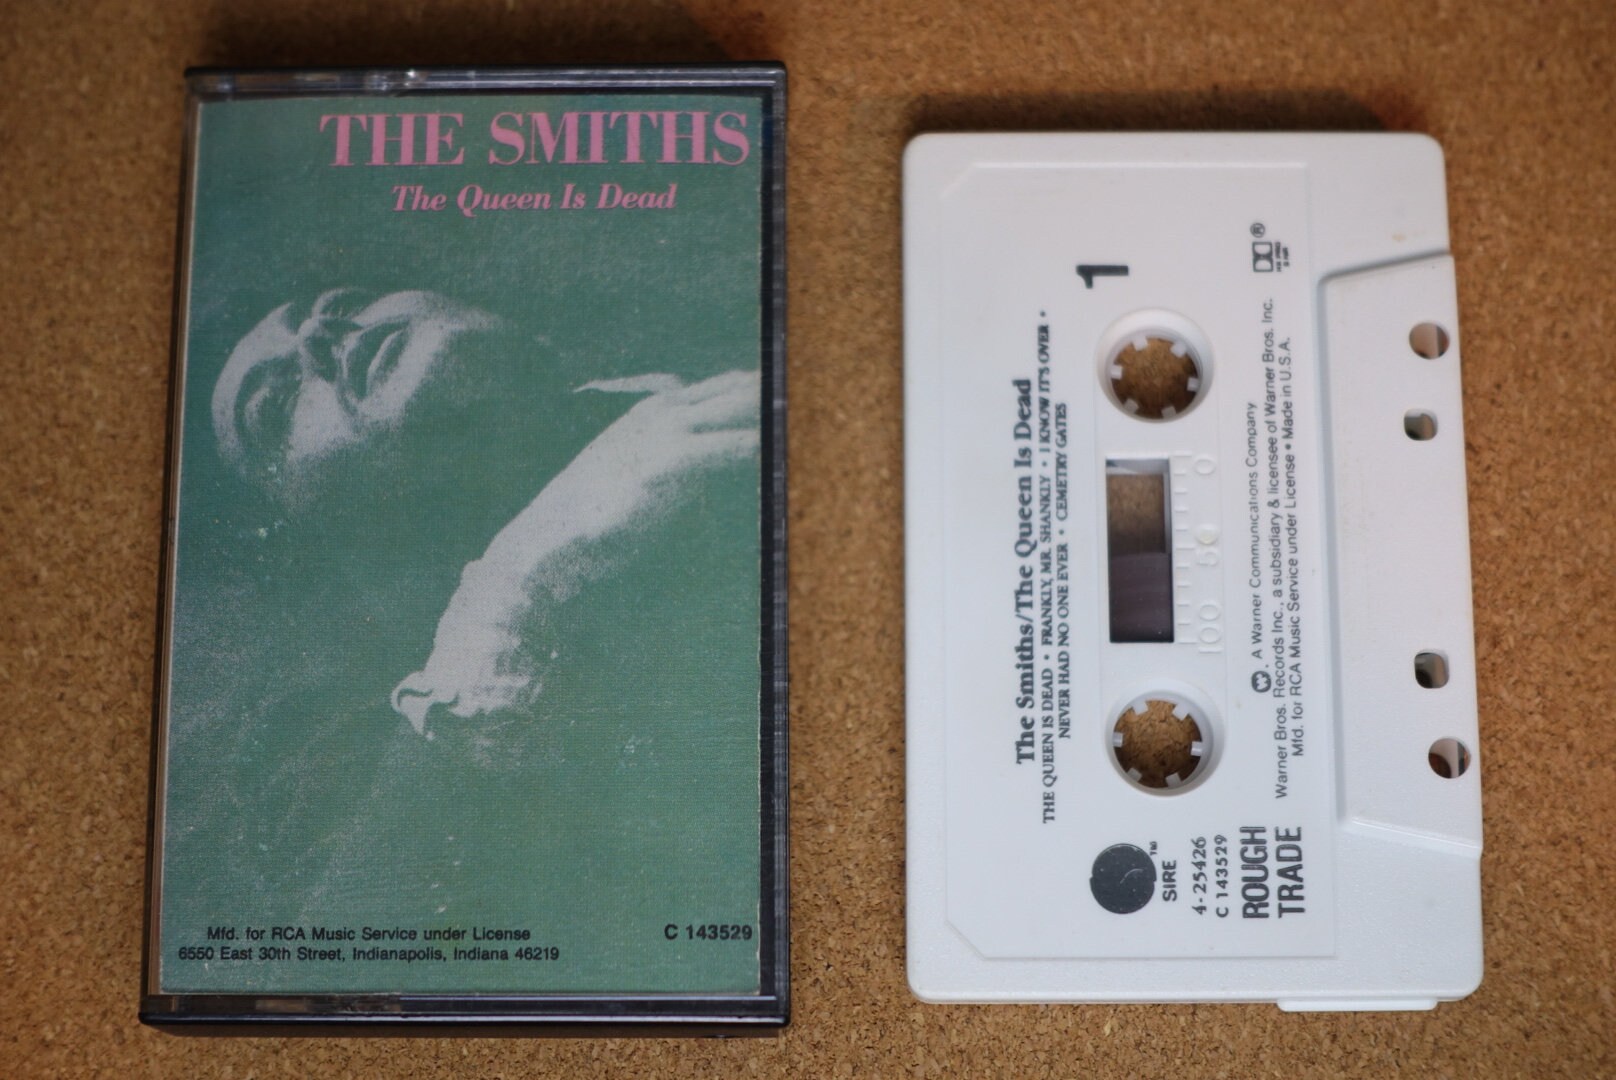 THE SMITHS
The Queen Is Dead
Mfd. for RCA Music Service under License
6550 East 30th Street, Indianapolis, Indiana 46219
C 143529
The Smiths/The Queen Is Dead
THE QUEEN IS DEAD • FRANKLY, MR. SHANKLY • I KNOW IT'S OVER •
NEVER HAD NO ONE EVER • CEMETRY GATES
1
100 50 0
SIRE™
4-25426
C 143529
ROUGH
TRADE
. A Warner Communications Company
Warner Bros. Records Inc., a subsidiary & licensee of Warner Bros. Inc.
Mfd. for RCA Music Service under License • Made in U.S.A.
®